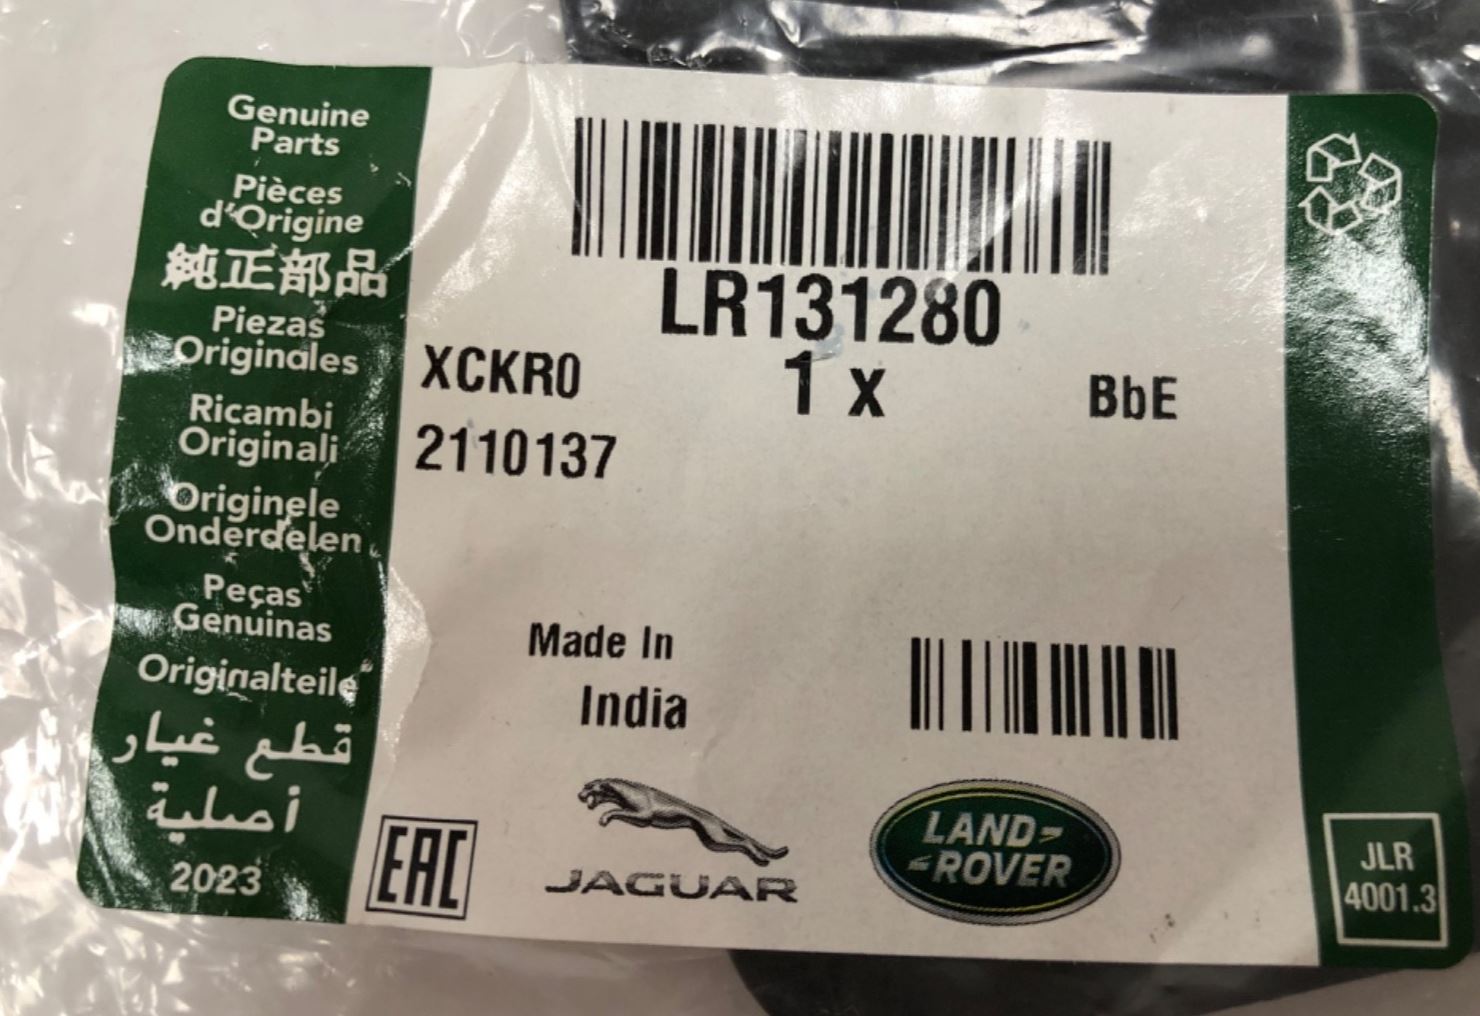 Genuine
Parts
Pièces
d'Origine
純正部品
Piezas
Originales
Ricambi
Originali
Originele
Onderdelen
Peças
Genuinas
Originalteile
قطع غيار
أصلية
2023
LR131280
XCKR0
1 x
BbE
2110137
Made In
India
EAC
JAGUAR
LAND-
-ROVER
JLR
4001.3